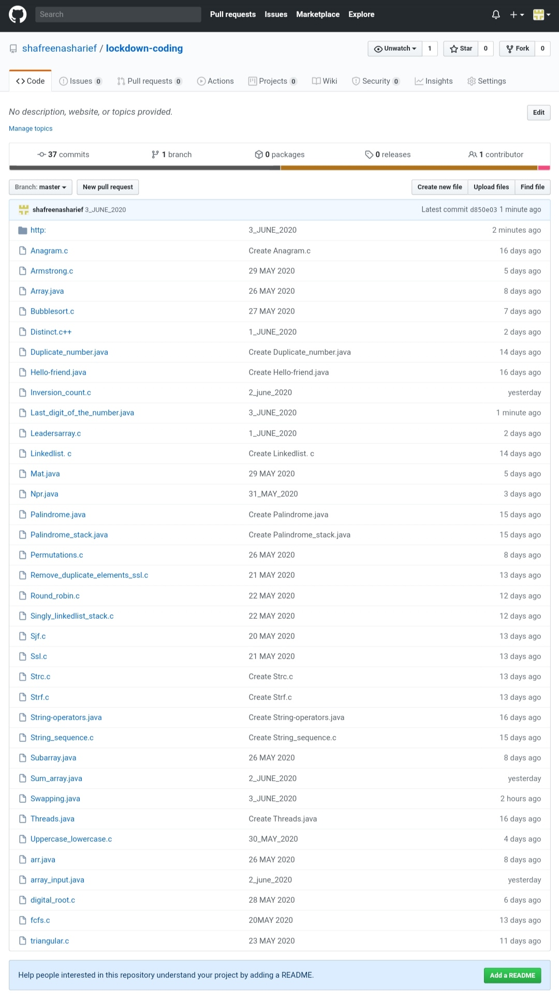 Search Pull requests Issues Marketplace Explore
shafreenasharief / lockdown-coding Unwatch 1 Star 0 Fork 0
Code Issues 0 Pull requests 0 Actions Projects 0 Wiki Security 0 Insights Settings
No description, website, or topics provided. Edit
Manage topics
37 commits 1 branch 0 packages 0 releases 1 contributor
Branch: master New pull request Create new file Upload files Find file
shafreenasharief 3_JUNE_2020 Latest commit d850e03 1 minute ago
http: 3_JUNE_2020 2 minutes ago
Anagram.c Create Anagram.c 16 days ago
Armstrong.c 29 MAY 2020 5 days ago
Array.java 26 MAY 2020 8 days ago
Bubblesort.c 27 MAY 2020 7 days ago
Distinct.c++ 1_JUNE_2020 2 days ago
Duplicate_number.java Create Duplicate_number.java 14 days ago
Hello-friend.java Create Hello-friend.java 16 days ago
Inversion_count.c 2_june_2020 yesterday
Last_digit_of_the_number.java 3_JUNE_2020 1 minute ago
Leadersarray.c 1_JUNE_2020 2 days ago
Linkedlist. c Create Linkedlist. c 14 days ago
Mat.java 29 MAY 2020 5 days ago
Npr.java 31_MAY_2020 3 days ago
Palindrome.java Create Palindrome.java 15 days ago
Palindrome_stack.java Create Palindrome_stack.java 15 days ago
Permutations.c 26 MAY 2020 8 days ago
Remove_duplicate_elements_ssl.c 21 MAY 2020 13 days ago
Round_robin.c 22 MAY 2020 12 days ago
Singly_linkedlist_stack.c 22 MAY 2020 12 days ago
Sjf.c 20 MAY 2020 13 days ago
Ssl.c 21 MAY 2020 13 days ago
Strc.c Create Strc.c 13 days ago
Strf.c Create Strf.c 13 days ago
String-operators.java Create String-operators.java 16 days ago
String_sequence.c Create String_sequence.c 15 days ago
Subarray.java 26 MAY 2020 8 days ago
Sum_array.java 2_JUNE_2020 yesterday
Swapping.java 3_JUNE_2020 2 hours ago
Threads.java Create Threads.java 16 days ago
Uppercase_lowercase.c 30_MAY_2020 4 days ago
arr.java 26 MAY 2020 8 days ago
array_input.java 2_june_2020 yesterday
digital_root.c 28 MAY 2020 6 days ago
fcfs.c 20MAY 2020 13 days ago
triangular.c 23 MAY 2020 11 days ago
Help people interested in this repository understand your project by adding a README. Add a README